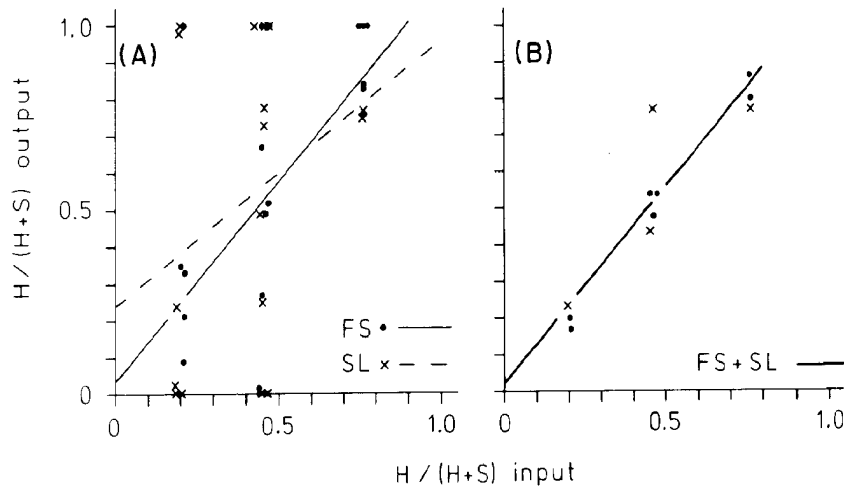 (A)
(B)
H/(H+S) output
1.0
0.5
0
FS
SL
FS+SL
0 0.5 1.0
0 0.5 1.0
H/(H+S) input